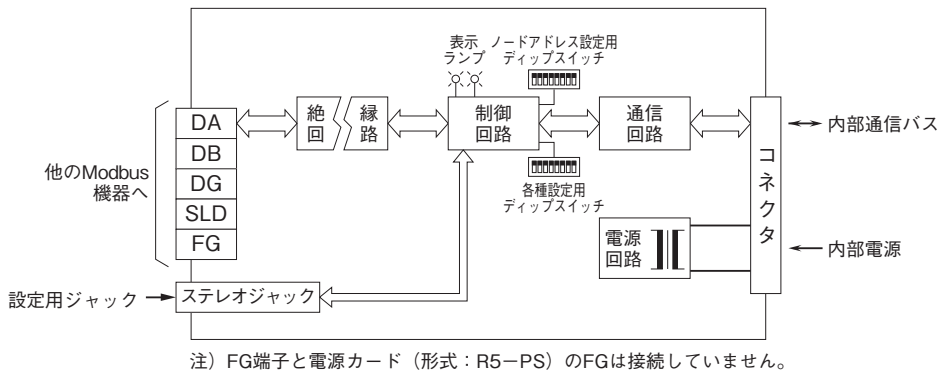 表示
ランプ
ノードアドレス設定用
ディップスイッチ
DA
DB
DG
SLD
FG
他のModbus
機器へ
絶縁
回路
制御
回路
通信
回路
各種設定用
ディップスイッチ
コネクタ
内部通信バス
電源
回路
内部電源
設定用ジャック
ステレオジャック
注）FG端子と電源カード（形式：R5－PS）のFGは接続していません。